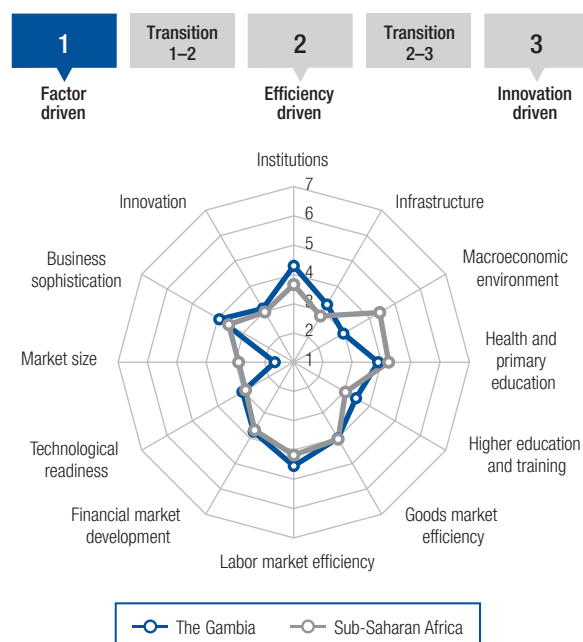 1
Transition
1–2
2
Transition
2–3
3
Factor
driven
Efficiency
driven
Innovation
driven
Institutions
Infrastructure
Macroeconomic
environment
Health and
primary
education
Higher education
and training
Goods market
efficiency
Labor market efficiency
Financial market
development
Technological
readiness
Market size
Business
sophistication
Innovation
7
6
5
4
3
2
1
The Gambia
Sub-Saharan Africa